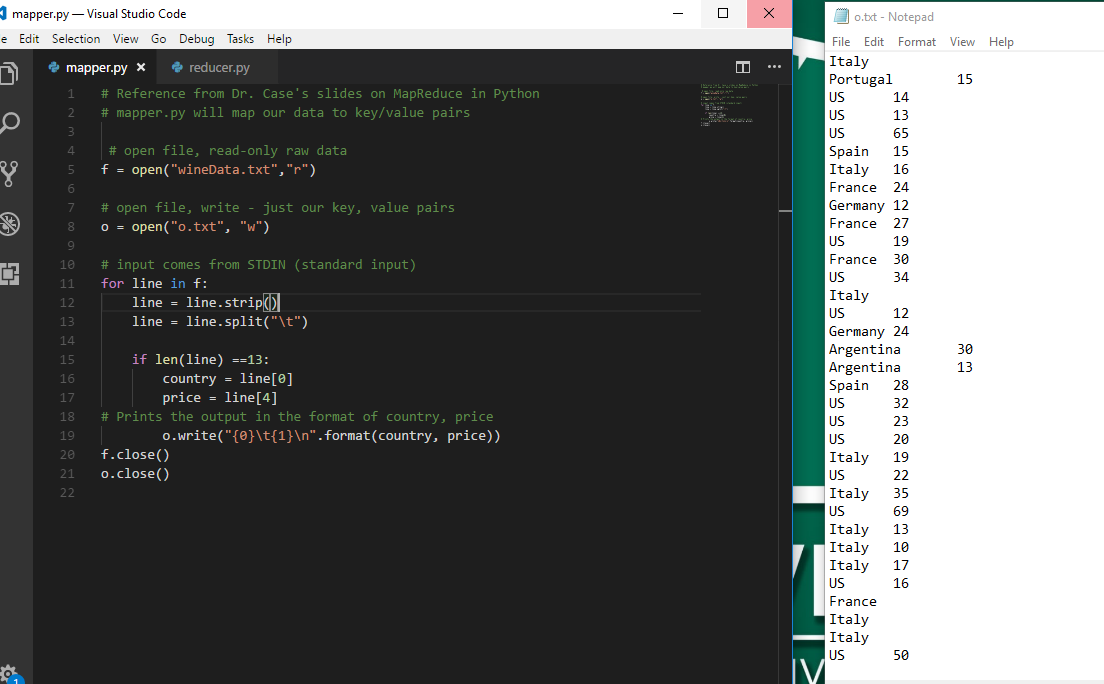 mapper.py — Visual Studio Code
Edit Selection View Go Debug Tasks Help
mapper.py reducer.py
1 # Reference from Dr. Case's slides on MapReduce in Python
2 # mapper.py will map our data to key/value pairs
3
4 # open file, read-only raw data
5 f = open("wineData.txt","r")
6
7 # open file, write - just our key, value pairs
8 o = open("o.txt", "w")
9
10 # input comes from STDIN (standard input)
11 for line in f:
12 line = line.strip()
13 line = line.split("\t")
14
15 if len(line) ==13:
16 country = line[0]
17 price = line[4]
18 # Prints the output in the format of country, price
19 o.write("{0}\t{1}\n".format(country, price))
20 f.close()
21 o.close()
22
1
o.txt - Notepad
File Edit Format View Help
Italy
Portugal 15
US 14
US 13
US 65
Spain 15
Italy 16
France 24
Germany 12
France 27
US 19
France 30
US 34
Italy
US 12
Germany 24
Argentina 30
Argentina 13
Spain 28
US 32
US 23
US 20
Italy 19
US 22
Italy 35
US 69
Italy 13
Italy 10
Italy 17
US 16
France
Italy
Italy
US 50